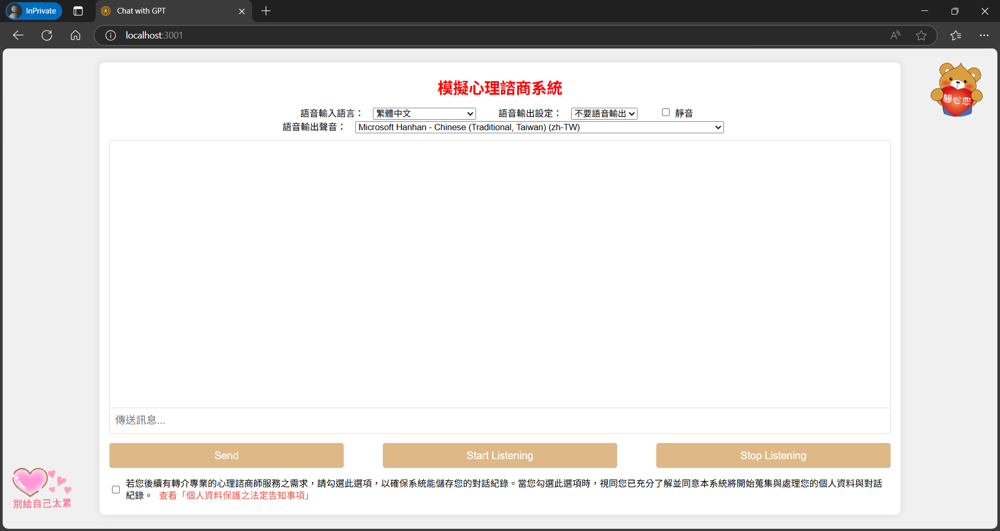 InPrivate
Chat with GPT
localhost:3001
模擬心理諮商系統
語音輸入語言： 繁體中文 語音輸出設定： 不要語音輸出 靜音
語音輸出聲音： Microsoft Hanhan - Chinese (Traditional, Taiwan) (zh-TW)
關心您
傳送訊息...
Send
Start Listening
Stop Listening
若您後續有轉介專業的心理諮商師服務之需求，請勾選此選項，以確保系統能儲存您的對話紀錄。當您勾選此選項時，視同您已充分了解並同意本系統將開始蒐集與處理您的個人資料與對話
紀錄。 查看「個人資料保護之法定告知事項」
別給自己太累